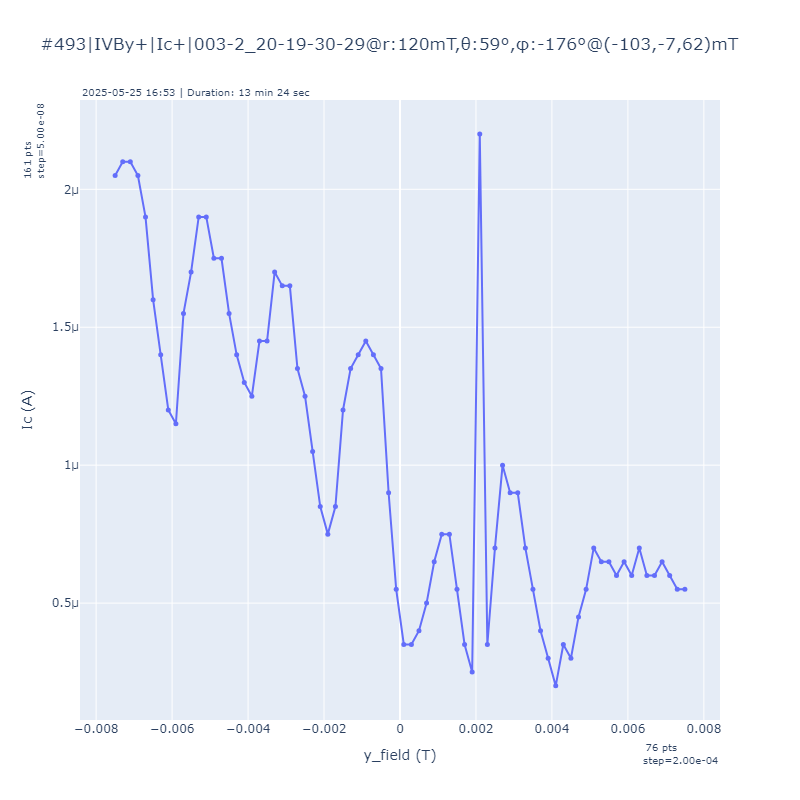 #493|IVBy+|Ic+|003-2_20-19-30-29@r:120mT,θ:59°,φ:-176°@(-103,-7,62)mT
2025-05-25 16:53 | Duration: 13 min 24 sec
161 pts
step=5.00e-08
2μ
1.5μ
1μ
0.5μ
Ic (A)
−0.008
−0.006
−0.004
−0.002
0
0.002
0.004
0.006
0.008
y_field (T)
76 pts
step=2.00e-04